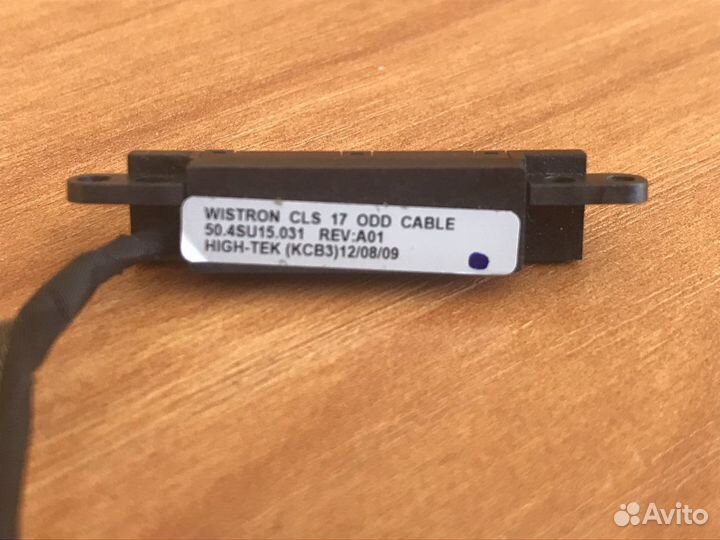 WISTRON CLS 17 ODD CABLE
50.4SU15.031 REV:A01
HIGH-TEK (KCB3)12/08/09
Avito